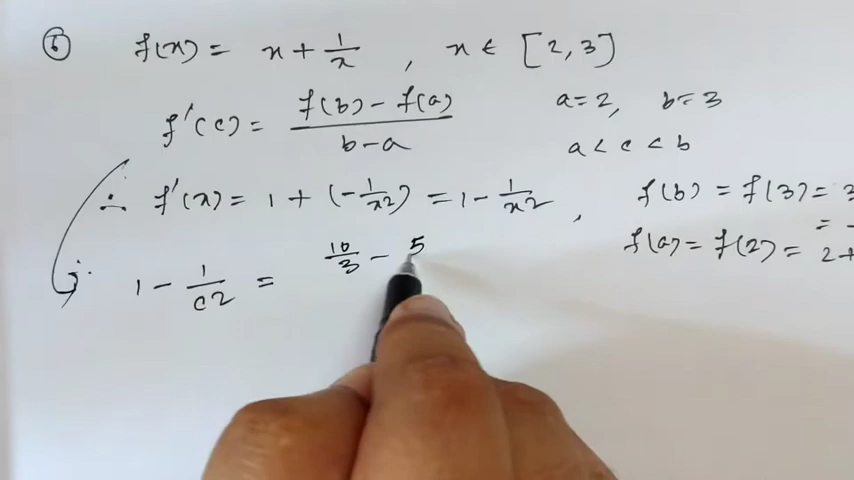 ⑥ f(x) = x + 1/x , x ∈ [2, 3]
f'(c) = f(b) - f(a) / b - a a = 2, b = 3
a < c < b
∴ f'(x) = 1 + (-1/x2) = 1 - 1/x2 , f(b) = f(3) = 3
= 
f(a) = f(2) = 2+
∴ 1 - 1/c2 = 10/3 - 5